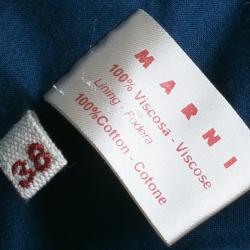 MARNI
100% Viscosa - Viscose
Lining - Fodera
100%Cotton - Cotone
38